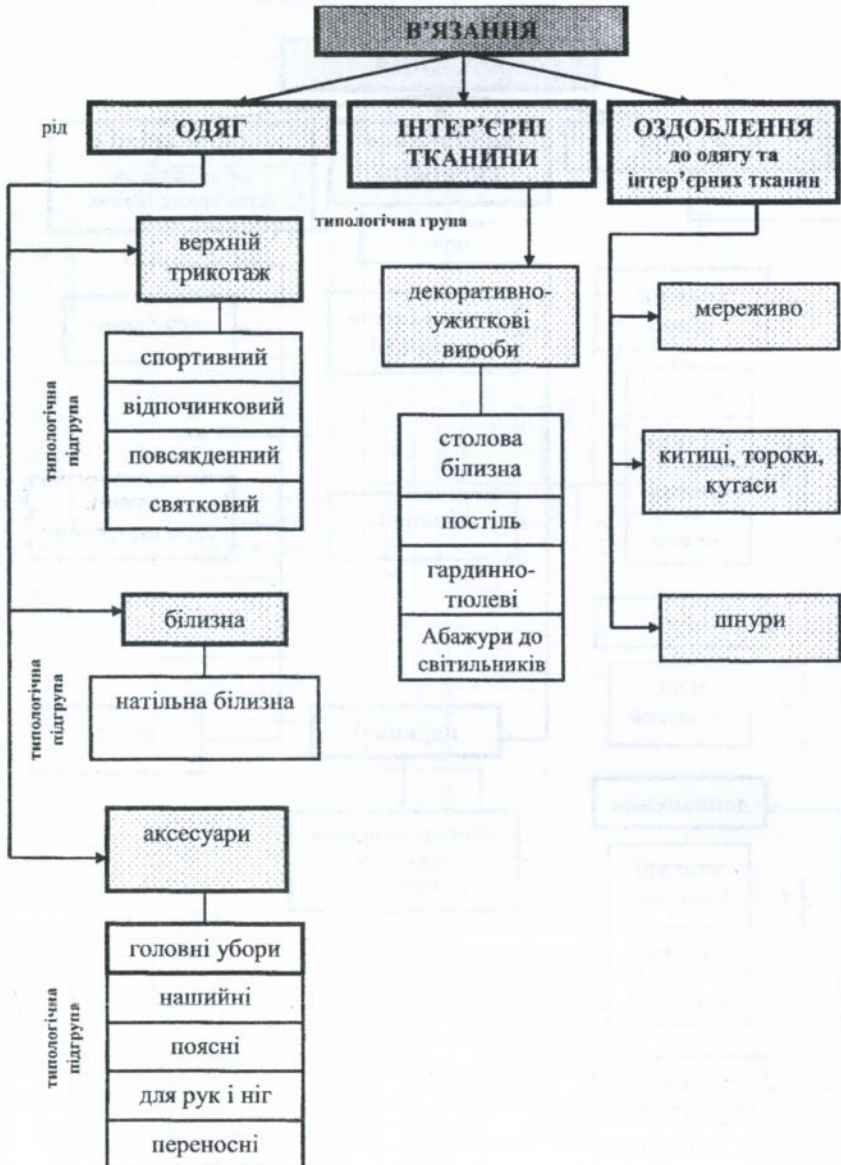 В'ЯЗАННЯ
рід
ОДЯГ
ІНТЕР'ЄРНІ
ТКАНИНИ
ОЗДОБЛЕННЯ
до одягу та
інтер'єрних тканин
типологічна група
верхній
трикотаж
типологічна
підгрупа
спортивний
відпочинковий
повсякденний
святковий
білизна
типологічна
підгрупа
натільна білизна
аксесуари
типологічна
підгрупа
головні убори
нашийні
поясні
для рук і ніг
переносні
декоративно-
ужиткові
вироби
столова
білизна
постіль
гардинно-
тюлеві
Абажури до
світильників
мереживо
китиці, тороки,
кутаси
шнури